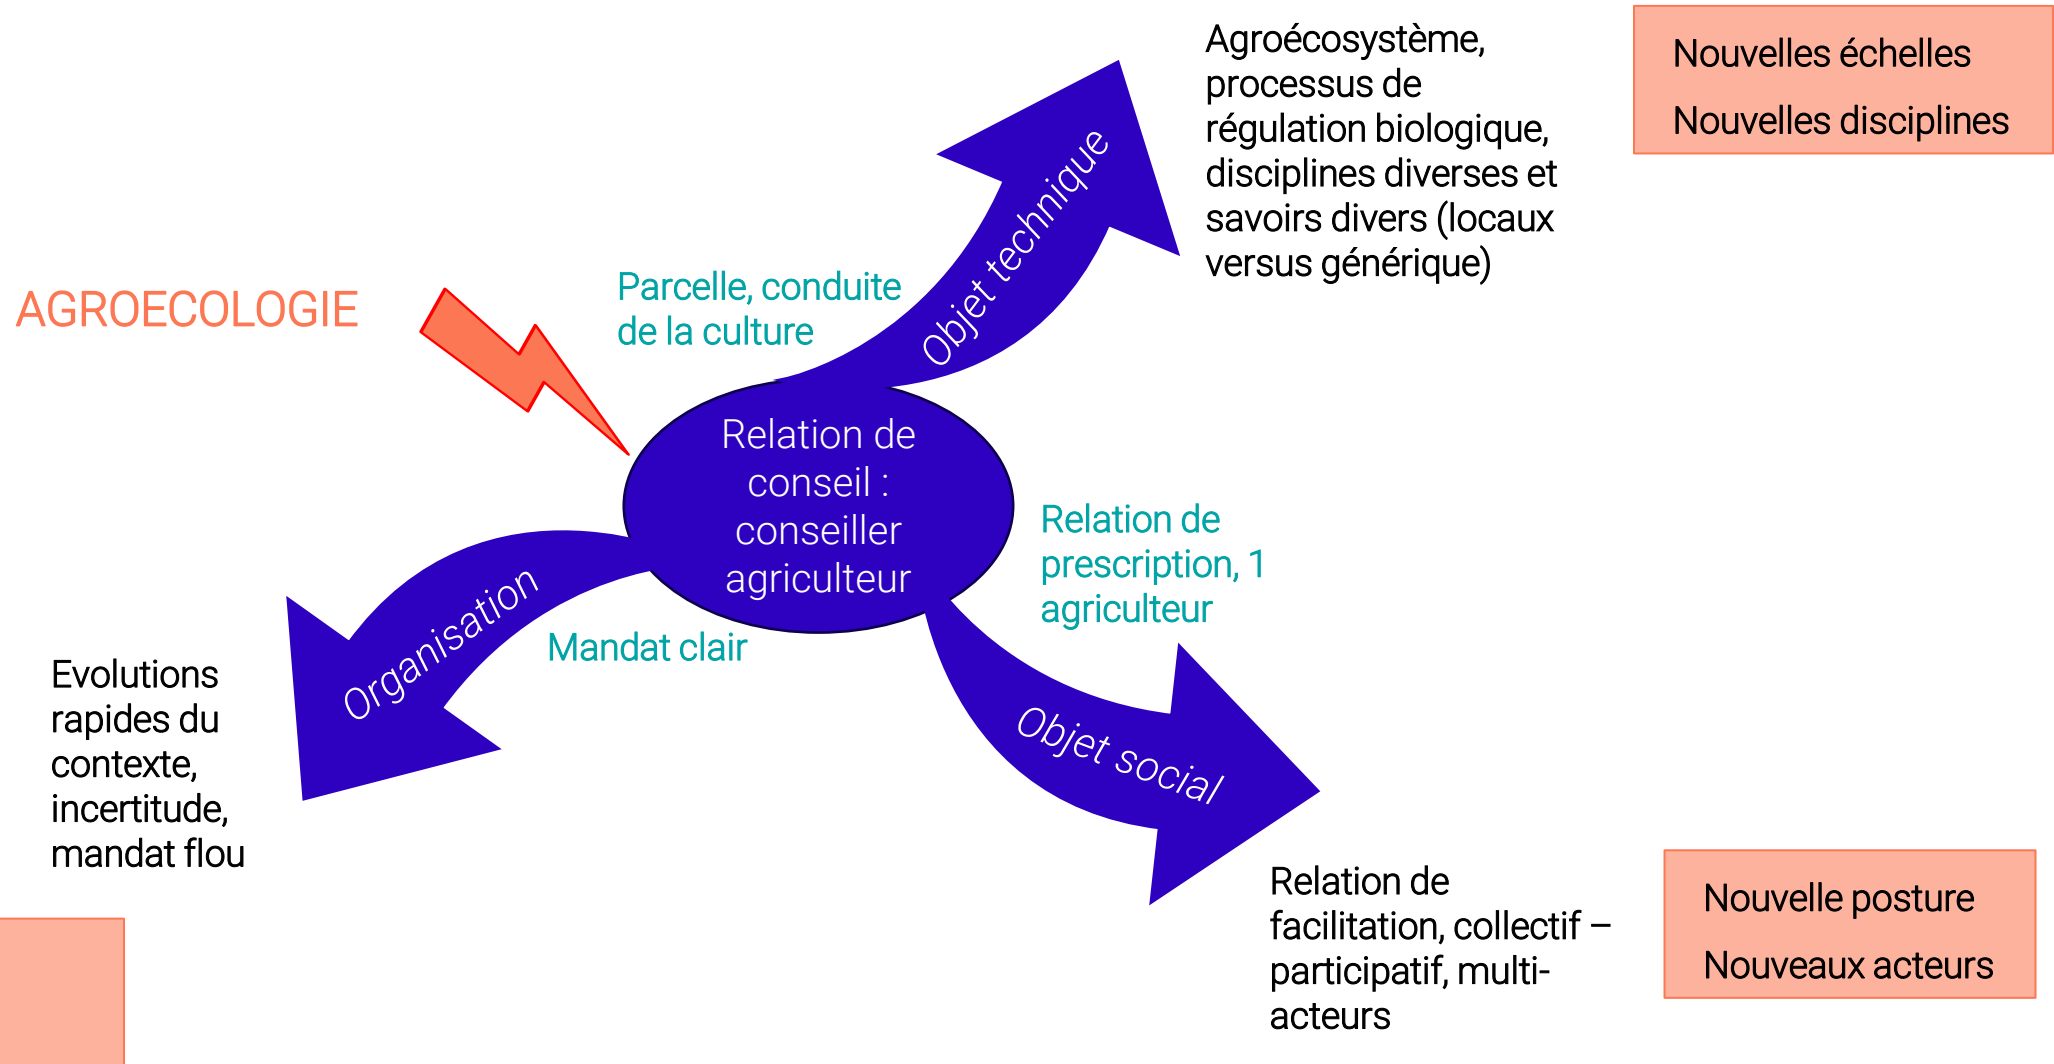 Agroécosystème,
processus de
régulation biologique,
disciplines diverses et
savoirs divers (locaux
versus générique)
Nouvelles échelles
Nouvelles disciplines
Objet technique
AGROECOLOGIE
Parcelle, conduite
de la culture
Relation de
conseil :
conseiller
agriculteur
Relation de
prescription, 1
agriculteur
Organisation
Mandat clair
Evolutions
rapides du
contexte,
incertitude,
mandat flou
Objet social
Relation de
facilitation, collectif –
participatif, multi-
acteurs
Nouvelle posture
Nouveaux acteurs